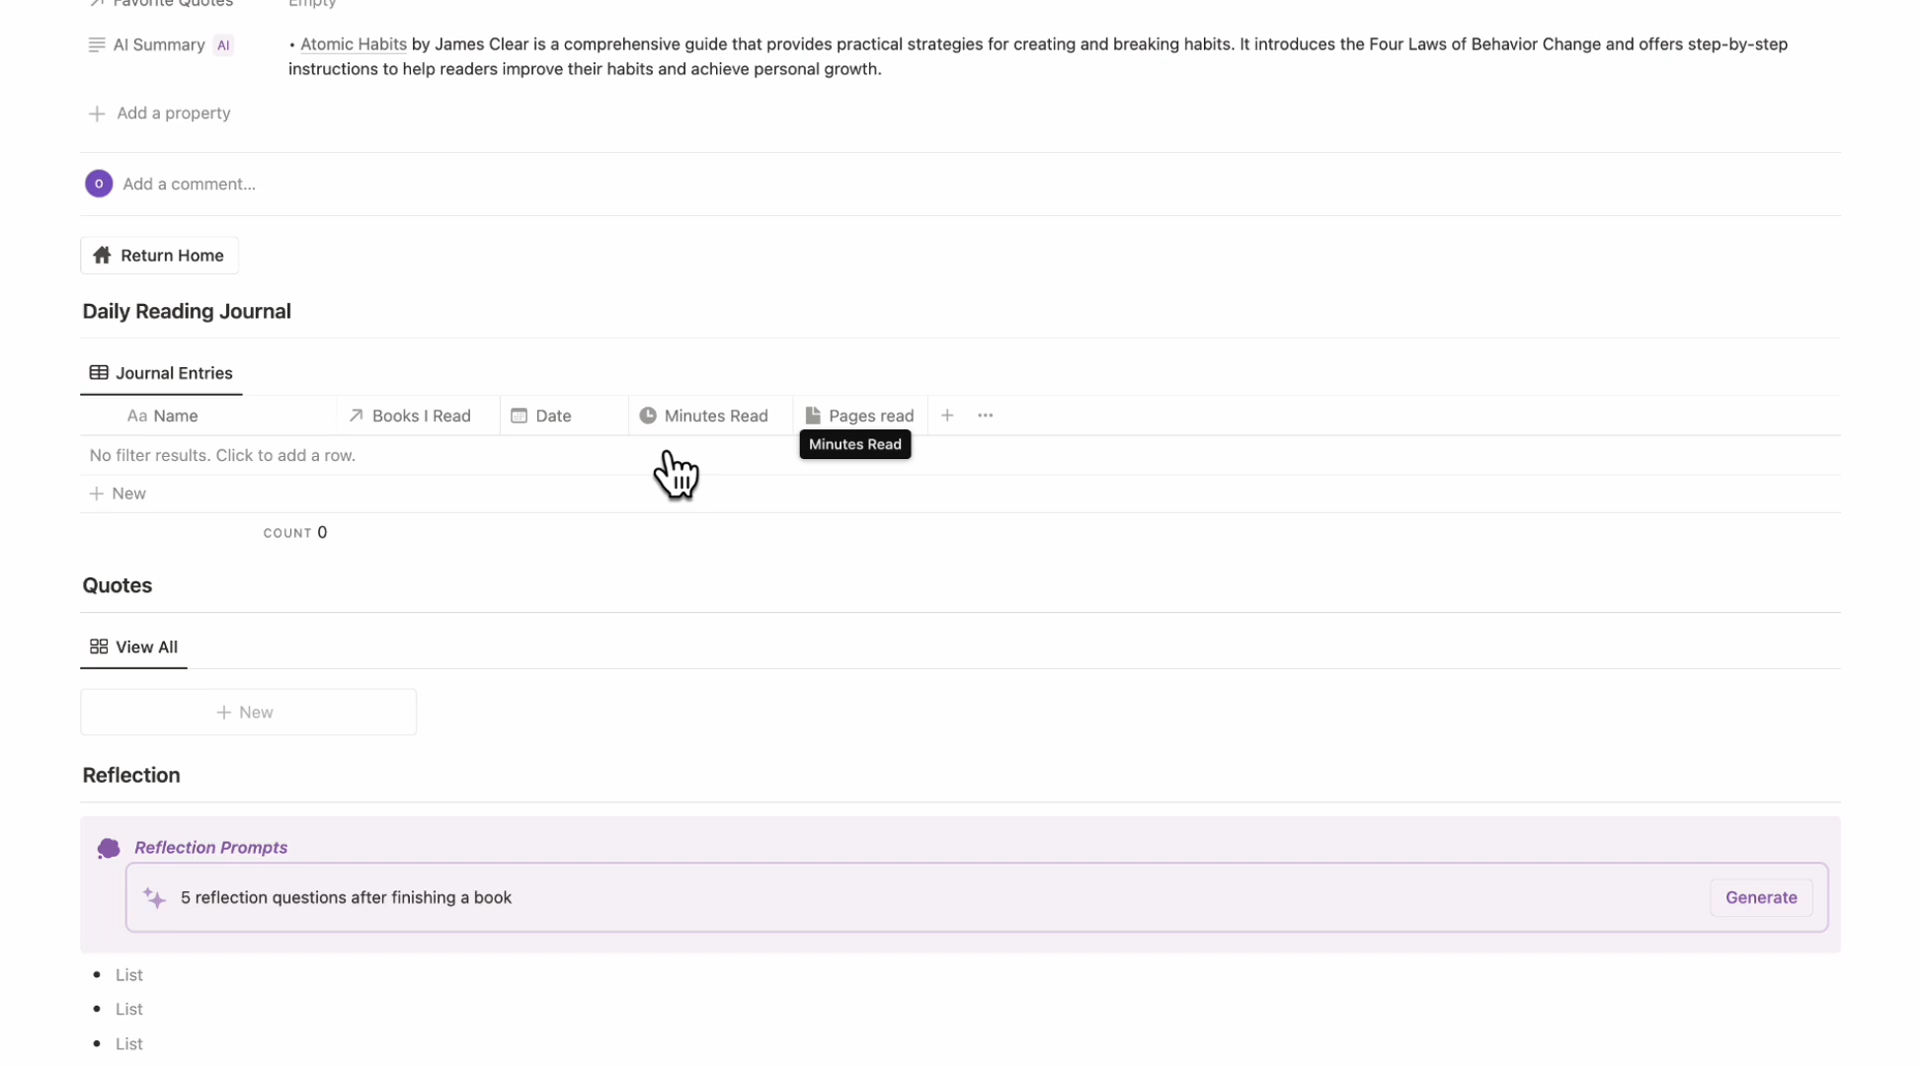 Favorite Quotes
Empty
AI Summary AI
• Atomic Habits by James Clear is a comprehensive guide that provides practical strategies for creating and breaking habits. It introduces the Four Laws of Behavior Change and offers step-by-step
instructions to help readers improve their habits and achieve personal growth.
Add a property
O Add a comment...
Return Home
Daily Reading Journal
Journal Entries
Aa Name Books I Read Date Minutes Read Pages read
Minutes Read
No filter results. Click to add a row.
New
COUNT 0
Quotes
View All
New
Reflection
Reflection Prompts
5 reflection questions after finishing a book Generate
• List
• List
• List